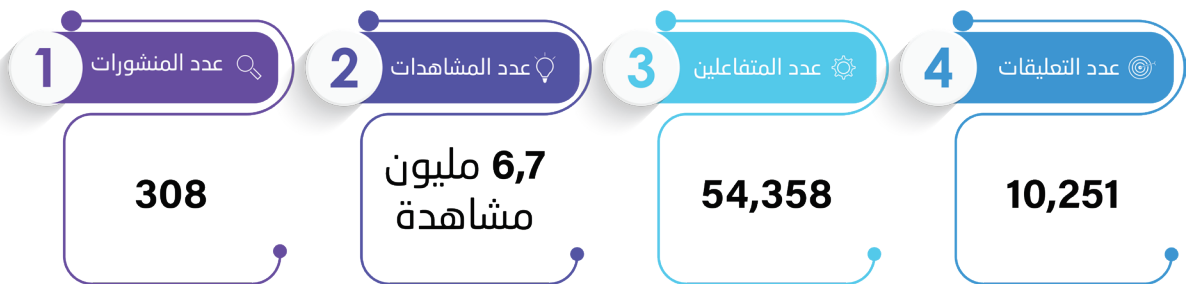 1
عدد المنشورات
308
2
عدد المشاهدات
6,7 مليون
مشاهدة
3
عدد المتفاعلين
54,358
4
عدد التعليقات
10,251